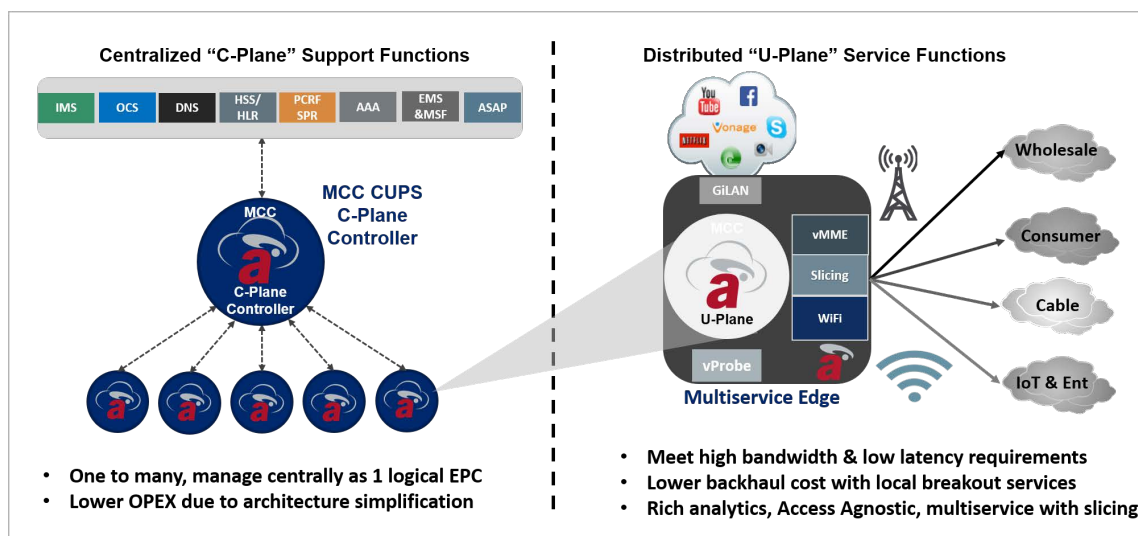 Centralized “C-Plane” Support Functions
IMS
OCS
DNS
HSS/
HLR
PCRF
SPR
AAA
EMS
&MSF
ASAP
MCC CUPS
C-Plane
Controller
MCC
a
C-Plane
Controller
a
a
a
a
a
• One to many, manage centrally as 1 logical EPC
• Lower OPEX due to architecture simplification
Distributed “U-Plane” Service Functions
You
Tube
f
vonage
S
NETFLIX
GiLAN
MCC
a
U-Plane
vMME
Slicing
WiFi
vProbe
a
Multiservice Edge
Wholesale
Consumer
Cable
IoT & Ent
• Meet high bandwidth & low latency requirements
• Lower backhaul cost with local breakout services
• Rich analytics, Access Agnostic, multiservice with slicing